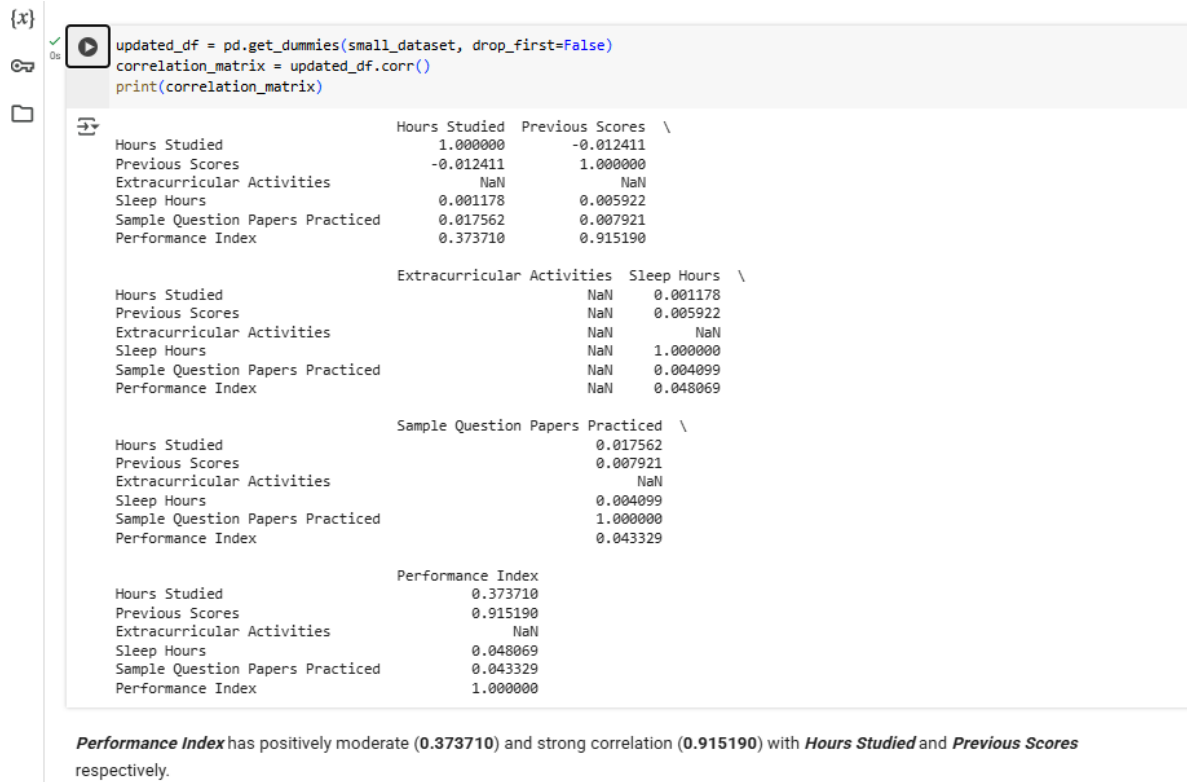 {x}
0s
updated_df = pd.get_dummies(small_dataset, drop_first=False)
correlation_matrix = updated_df.corr()
print(correlation_matrix)
Hours Studied  Previous Scores  \
Hours Studied 1.000000 -0.012411
Previous Scores -0.012411 1.000000
Extracurricular Activities NaN NaN
Sleep Hours 0.001178 0.005922
Sample Question Papers Practiced 0.017562 0.007921
Performance Index 0.373710 0.915190
Extracurricular Activities  Sleep Hours  \
Hours Studied NaN 0.001178
Previous Scores NaN 0.005922
Extracurricular Activities NaN NaN
Sleep Hours NaN 1.000000
Sample Question Papers Practiced NaN 0.004099
Performance Index NaN 0.048069
Sample Question Papers Practiced  \
Hours Studied 0.017562
Previous Scores 0.007921
Extracurricular Activities NaN
Sleep Hours 0.004099
Sample Question Papers Practiced 1.000000
Performance Index 0.043329
Performance Index
Hours Studied 0.373710
Previous Scores 0.915190
Extracurricular Activities NaN
Sleep Hours 0.048069
Sample Question Papers Practiced 0.043329
Performance Index 1.000000
Performance Index has positively moderate (0.373710) and strong correlation (0.915190) with Hours Studied and Previous Scores
respectively.